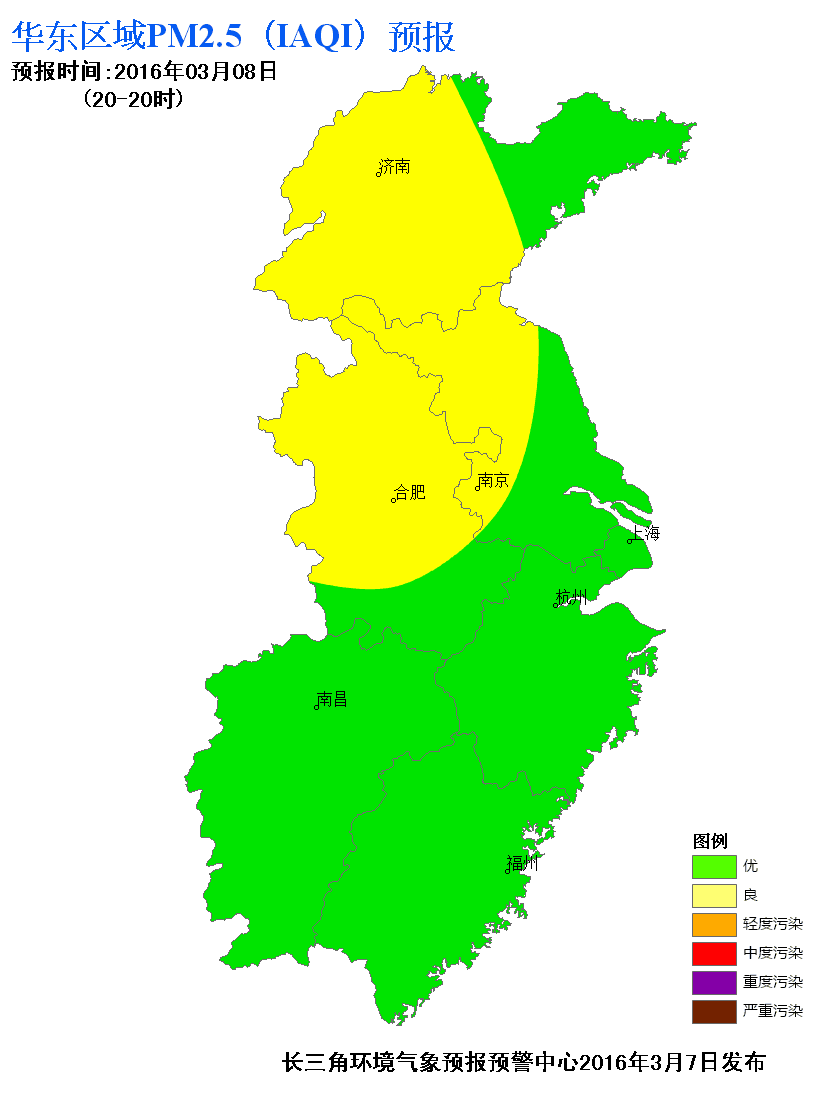 华东区域PM2.5（IAQI）预报
预报时间:2016年03月08日
(20-20时)
济南
南京
合肥
上海
杭州
南昌
福州
图例
优
良
轻度污染
中度污染
重度污染
严重污染
长三角环境气象预报预警中心2016年3月7日发布